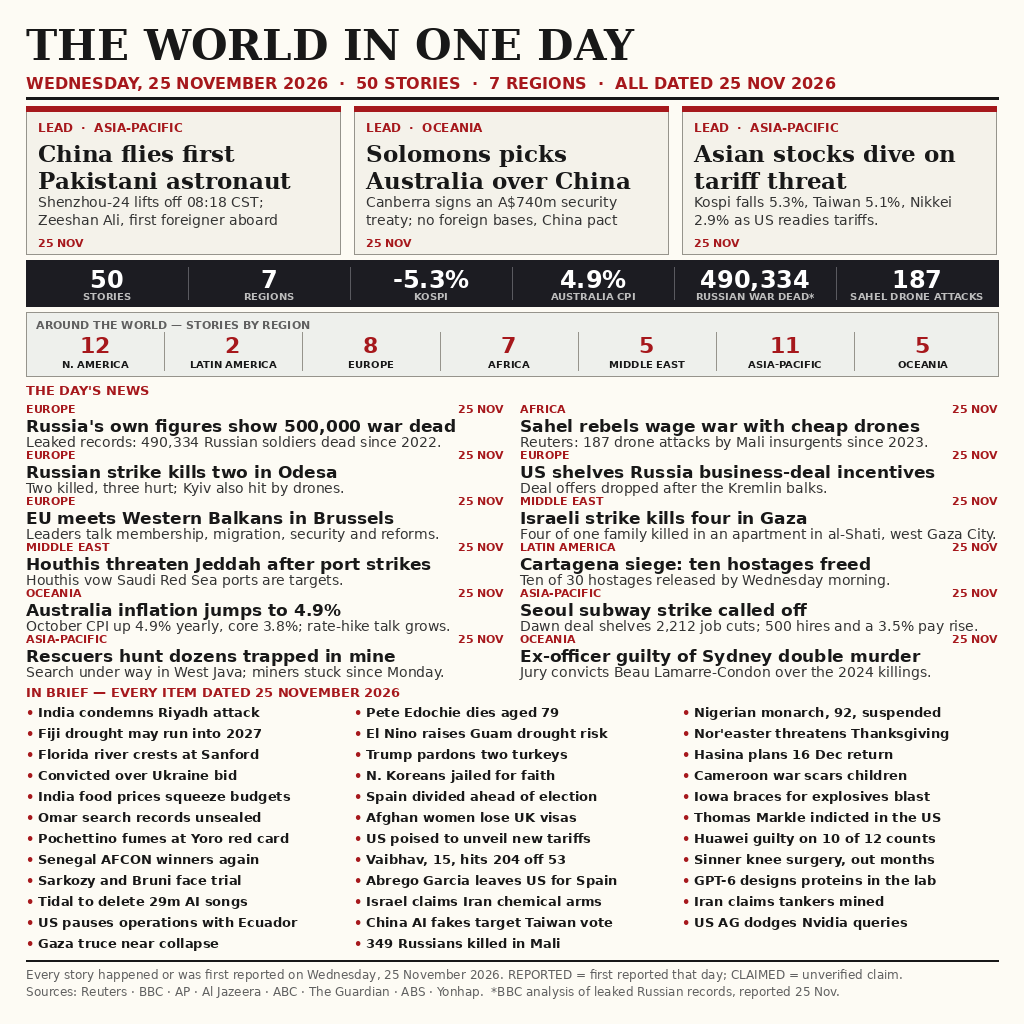 THE WORLD IN ONE DAY
WEDNESDAY, 25 NOVEMBER 2026 · 50 STORIES · 7 REGIONS · ALL DATED 25 NOV 2026
LEAD · ASIA-PACIFIC
China flies first
Pakistani astronaut
Shenzhou-24 lifts off 08:18 CST;
Zeeshan Ali, first foreigner aboard
25 NOV
LEAD · OCEANIA
Solomons picks
Australia over China
Canberra signs an A$740m security
treaty; no foreign bases, China pact
25 NOV
LEAD · ASIA-PACIFIC
Asian stocks dive on
tariff threat
Kospi falls 5.3%, Taiwan 5.1%, Nikkei
2.9% as US readies tariffs.
25 NOV
50
STORIES
7
REGIONS
-5.3%
KOSPI
4.9%
AUSTRALIA CPI
490,334
RUSSIAN WAR DEAD*
187
SAHEL DRONE ATTACKS
AROUND THE WORLD — STORIES BY REGION
12
N. AMERICA
2
LATIN AMERICA
8
EUROPE
7
AFRICA
5
MIDDLE EAST
11
ASIA-PACIFIC
5
OCEANIA
THE DAY'S NEWS
EUROPE 25 NOV
Russia's own figures show 500,000 war dead
Leaked records: 490,334 Russian soldiers dead since 2022.
EUROPE 25 NOV
Russian strike kills two in Odesa
Two killed, three hurt; Kyiv also hit by drones.
EUROPE 25 NOV
EU meets Western Balkans in Brussels
Leaders talk membership, migration, security and reforms.
MIDDLE EAST 25 NOV
Houthis threaten Jeddah after port strikes
Houthis vow Saudi Red Sea ports are targets.
OCEANIA 25 NOV
Australia inflation jumps to 4.9%
October CPI up 4.9% yearly, core 3.8%; rate-hike talk grows.
ASIA-PACIFIC 25 NOV
Rescuers hunt dozens trapped in mine
Search under way in West Java; miners stuck since Monday.
AFRICA 25 NOV
Sahel rebels wage war with cheap drones
Reuters: 187 drone attacks by Mali insurgents since 2023.
EUROPE 25 NOV
US shelves Russia business-deal incentives
Deal offers dropped after the Kremlin balks.
MIDDLE EAST 25 NOV
Israeli strike kills four in Gaza
Four of one family killed in an apartment in al-Shati, west Gaza City.
LATIN AMERICA 25 NOV
Cartagena siege: ten hostages freed
Ten of 30 hostages released by Wednesday morning.
ASIA-PACIFIC 25 NOV
Seoul subway strike called off
Dawn deal shelves 2,212 job cuts; 500 hires and a 3.5% pay rise.
OCEANIA 25 NOV
Ex-officer guilty of Sydney double murder
Jury convicts Beau Lamarre-Condon over the 2024 killings.
IN BRIEF — EVERY ITEM DATED 25 NOVEMBER 2026
• India condemns Riyadh attack
• Fiji drought may run into 2027
• Florida river crests at Sanford
• Convicted over Ukraine bid
• India food prices squeeze budgets
• Omar search records unsealed
• Pochettino fumes at Yoro red card
• Senegal AFCON winners again
• Sarkozy and Bruni face trial
• Tidal to delete 29m AI songs
• US pauses operations with Ecuador
• Gaza truce near collapse
• Pete Edochie dies aged 79
• El Nino raises Guam drought risk
• Trump pardons two turkeys
• N. Koreans jailed for faith
• Spain divided ahead of election
• Afghan women lose UK visas
• US poised to unveil new tariffs
• Vaibhav, 15, hits 204 off 53
• Abrego Garcia leaves US for Spain
• Israel claims Iran chemical arms
• China AI fakes target Taiwan vote
• 349 Russians killed in Mali
• Nigerian monarch, 92, suspended
• Nor'easter threatens Thanksgiving
• Hasina plans 16 Dec return
• Cameroon war scars children
• Iowa braces for explosives blast
• Thomas Markle indicted in the US
• Huawei guilty on 10 of 12 counts
• Sinner knee surgery, out months
• GPT-6 designs proteins in the lab
• Iran claims tankers mined
• US AG dodges Nvidia queries
Every story happened or was first reported on Wednesday, 25 November 2026. REPORTED = first reported that day; CLAIMED = unverified claim.
Sources: Reuters · BBC · AP · Al Jazeera · ABC · The Guardian · ABS · Yonhap. *BBC analysis of leaked Russian records, reported 25 Nov.